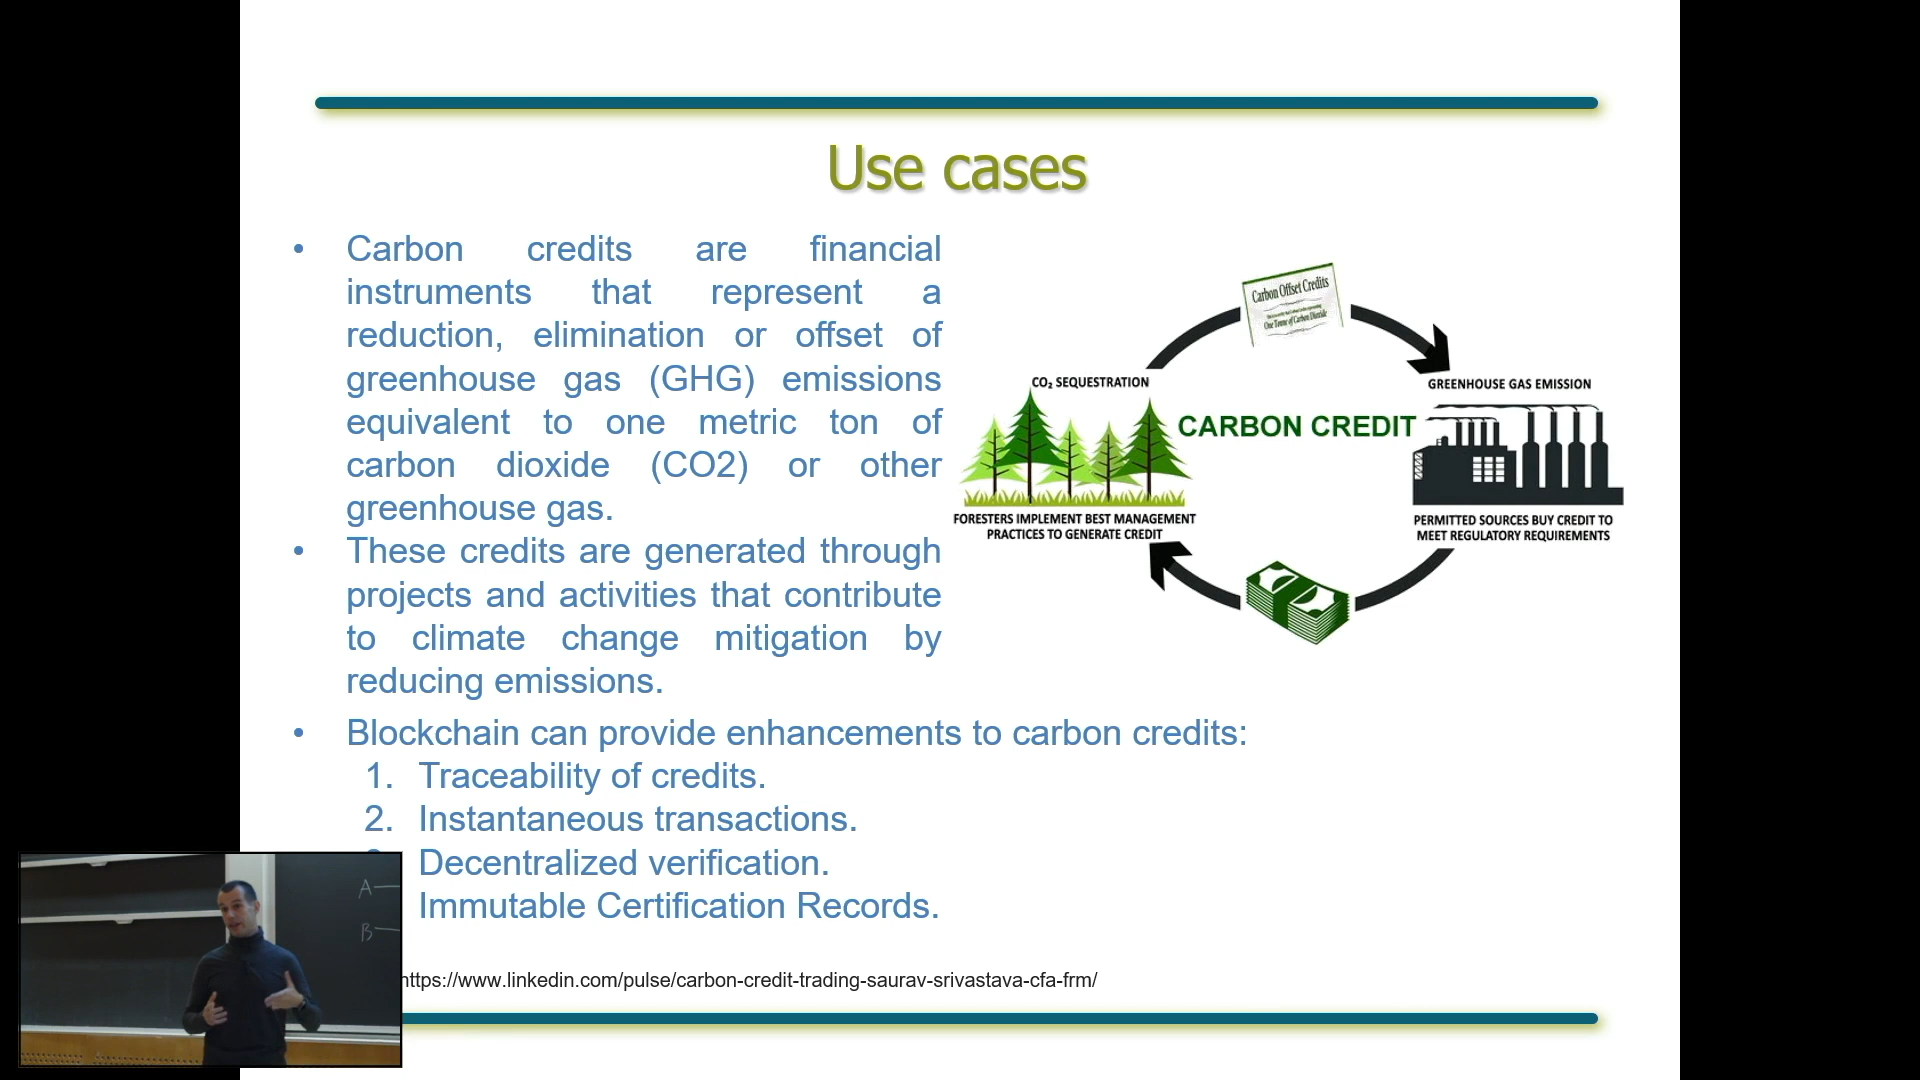 Use cases
• Carbon credits are financial
instruments that represent a
reduction, elimination or offset of
greenhouse gas (GHG) emissions
equivalent to one metric ton of
carbon dioxide (CO2) or other
greenhouse gas.
• These credits are generated through
projects and activities that contribute
to climate change mitigation by
reducing emissions.
Carbon Offset Credits
One Tonne of Carbon Dioxide
CO₂ SEQUESTRATION
GREENHOUSE GAS EMISSION
CARBON CREDIT
FORESTERS IMPLEMENT BEST MANAGEMENT
PRACTICES TO GENERATE CREDIT
PERMITTED SOURCES BUY CREDIT TO
MEET REGULATORY REQUIREMENTS
• Blockchain can provide enhancements to carbon credits:
1. Traceability of credits.
2. Instantaneous transactions.
Decentralized verification.
Immutable Certification Records.
https://www.linkedin.com/pulse/carbon-credit-trading-saurav-srivastava-cfa-frm/
A
B